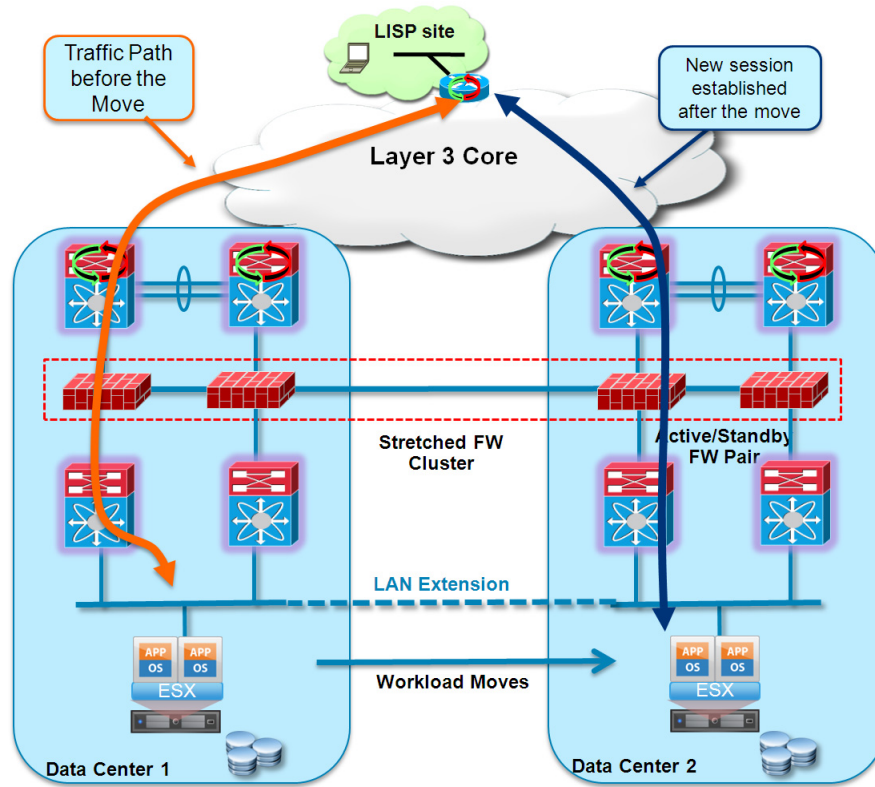 LISP site
Traffic Path
before the
Move
New session
established
after the move
Layer 3 Core
Stretched FW
Cluster
Active/Standby
FW Pair
LAN Extension
APP
APP
OS
OS
ESX
Workload Moves
APP
APP
OS
OS
ESX
Data Center 1
Data Center 2